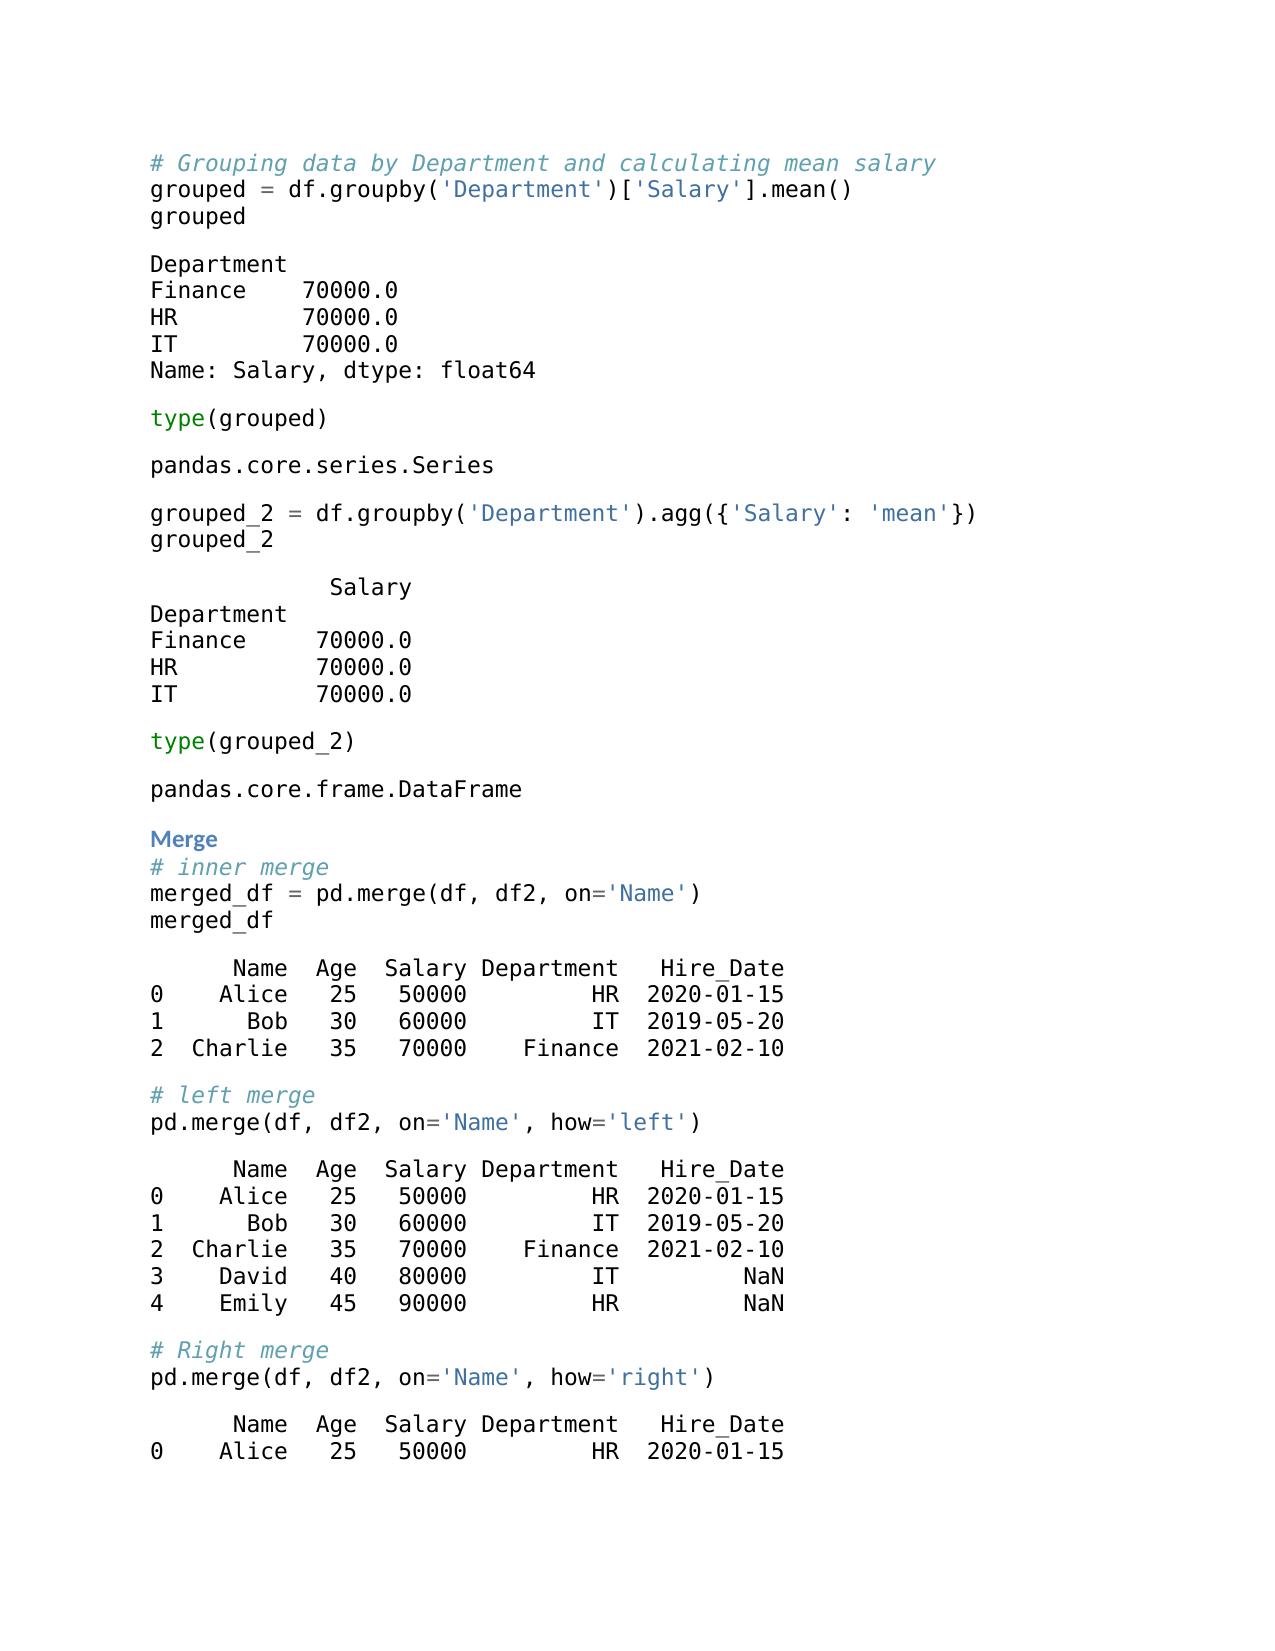 # Grouping data by Department and calculating mean salary
grouped = df.groupby('Department')['Salary'].mean()
grouped
Department
Finance    70000.0
HR         70000.0
IT         70000.0
Name: Salary, dtype: float64
type(grouped)
pandas.core.series.Series
grouped_2 = df.groupby('Department').agg({'Salary': 'mean'})
grouped_2
             Salary
Department
Finance     70000.0
HR          70000.0
IT          70000.0
type(grouped_2)
pandas.core.frame.DataFrame
Merge
# inner merge
merged_df = pd.merge(df, df2, on='Name')
merged_df
      Name  Age  Salary Department   Hire_Date
0    Alice   25   50000         HR  2020-01-15
1      Bob   30   60000         IT  2019-05-20
2  Charlie   35   70000    Finance  2021-02-10
# left merge
pd.merge(df, df2, on='Name', how='left')
      Name  Age  Salary Department   Hire_Date
0    Alice   25   50000         HR  2020-01-15
1      Bob   30   60000         IT  2019-05-20
2  Charlie   35   70000    Finance  2021-02-10
3    David   40   80000         IT         NaN
4    Emily   45   90000         HR         NaN
# Right merge
pd.merge(df, df2, on='Name', how='right')
      Name  Age  Salary Department   Hire_Date
0    Alice   25   50000         HR  2020-01-15